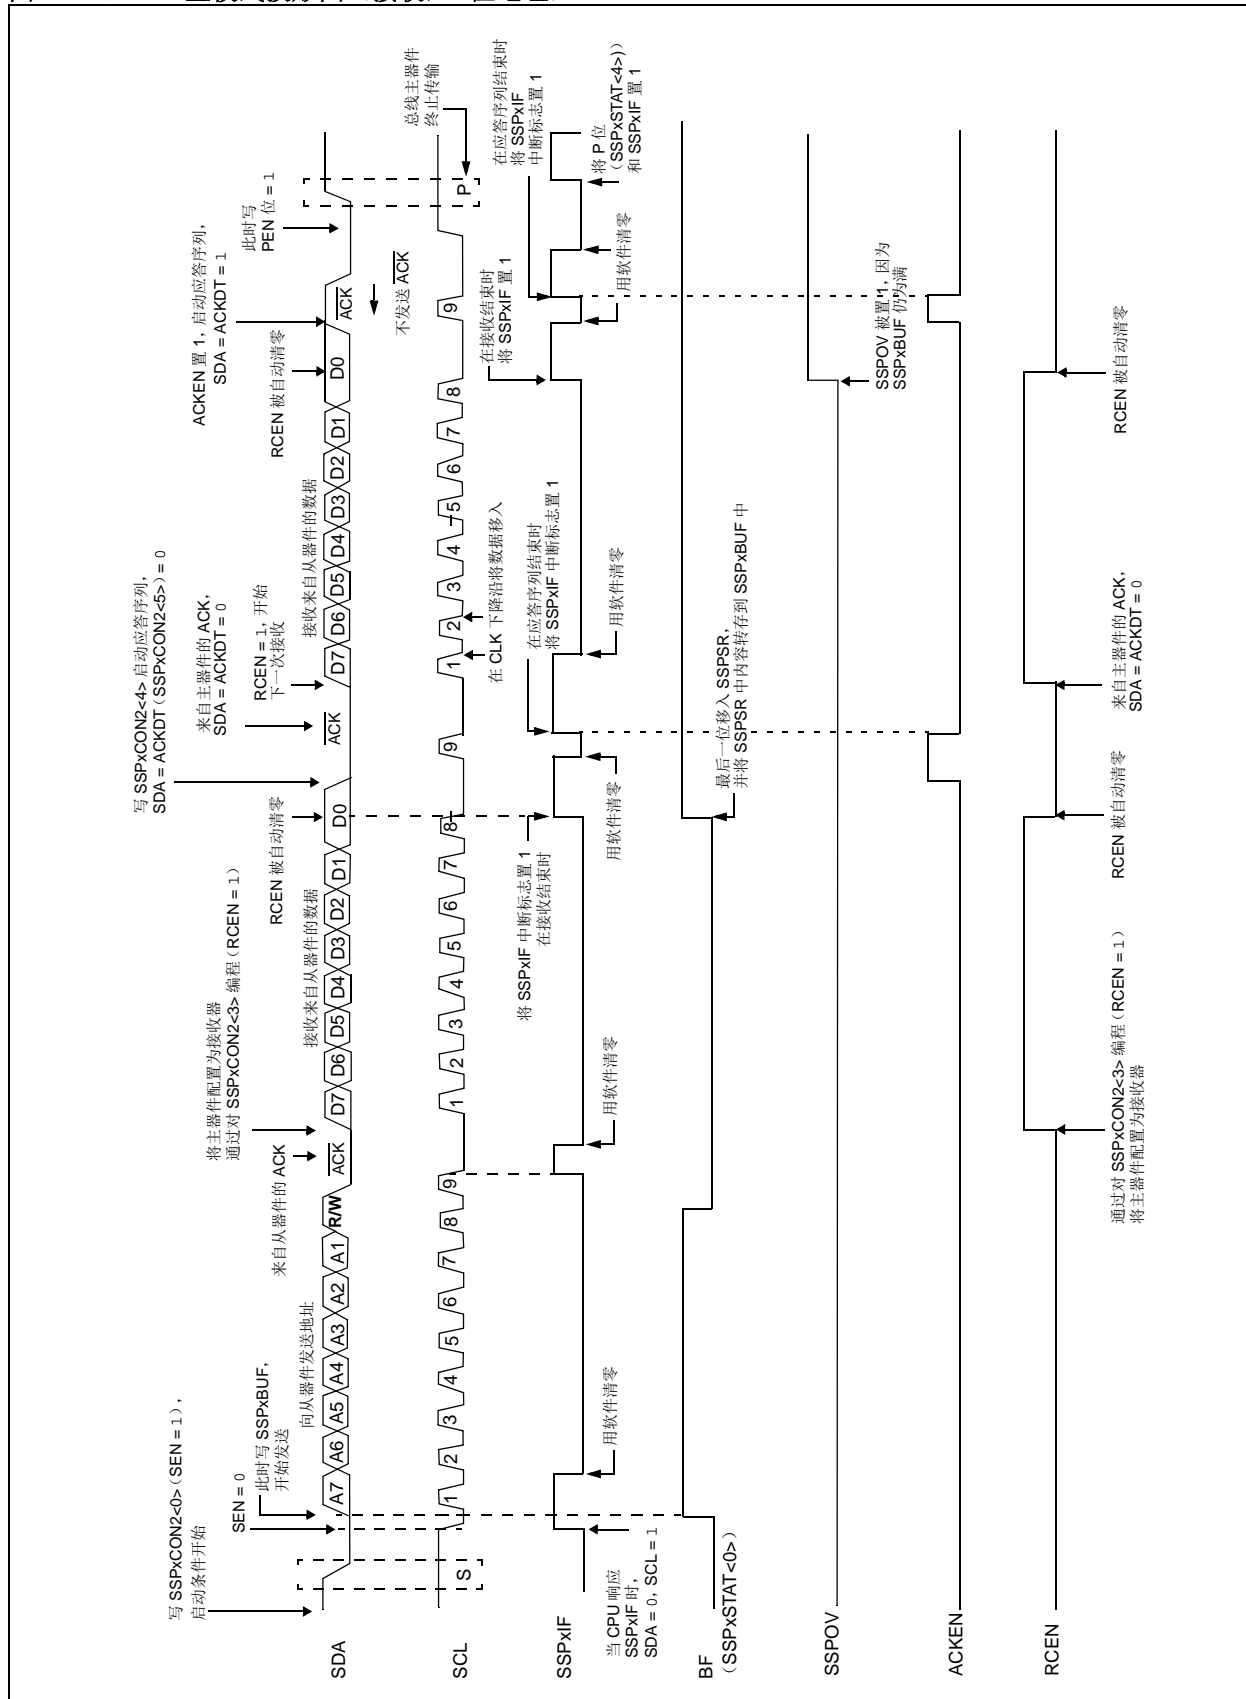 写 SSPxCON2<0>（SEN = 1），
启动条件开始
SEN = 0
此时写 SSPxBUF，
开始发送
向从器件发送地址
来自从器件的 ACK
将主器件配置为接收器
通过对 SSPxCON2<3> 编程（RCEN = 1）
接收来自从器件的数据
RCEN 被自动清零
写 SSPxCON2<4> 启动应答序列，
SDA = ACKDT（SSPxCON2<5>）= 0
来自主器件的 ACK，
SDA = ACKDT = 0
RCEN = 1，开始
下一次接收
接收来自从器件的数据
RCEN 被自动清零
ACKEN 置 1，启动应答序列，
SDA = ACKDT = 1
此时写
PEN 位 = 1
SDA
A7 A6 A5 A4 A3 A2 A1 R/W ACK D7 D6 D5 D4 D3 D2 D1 D0 ACK D7 D6 D5 D4 D3 D2 D1 D0 ACK
不发送 ACK
总线主器件
终止传输
SCL
S 1 2 3 4 5 6 7 8 9 1 2 3 4 5 6 7 8 9 1 2 3 4 5 6 7 8 9 P
在 CLK 下降沿将数据移入
将 SSPxIF 中断标志置 1
在接收结束时
在应答序列结束时
将 SSPxIF 中断标志置 1
在接收结束时
将 SSPxIF 置 1
在应答序列结束时
将 SSPxIF
中断标志置 1
SSPxIF
当 CPU 响应
SSPxIF 时，
SDA = 0, SCL = 1
用软件清零
用软件清零
用软件清零
用软件清零
用软件清零
将 P 位
(SSPxSTAT<4>))
和 SSPxIF 置 1
BF
（SSPxSTAT<0>）
最后一位移入 SSPSR，
并将 SSPSR 中内容转存到 SSPxBUF 中
SSPOV
SSPOV 被置 1，因为
SSPxBUF 仍为满
ACKEN
RCEN
通过对 SSPxCON2<3> 编程（RCEN = 1）
将主器件配置为接收器
RCEN 被自动清零
来自主器件的 ACK，
SDA = ACKDT = 0
RCEN 被自动清零